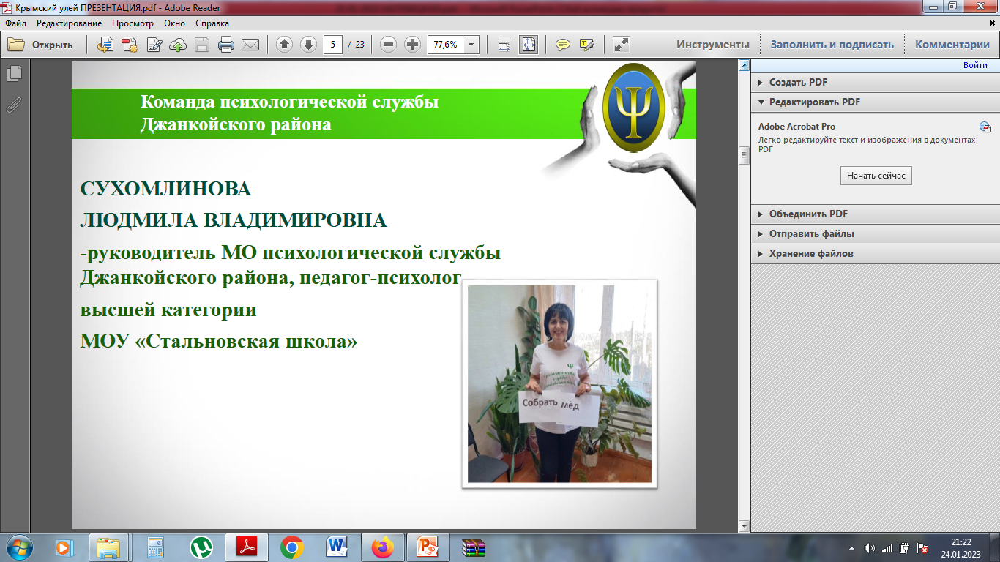 Крымский улей ПРЕЗЕНТАЦИЯ.pdf - Adobe Reader
Файл Редактирование Просмотр Окно Справка
Открыть 5 / 23 77,6% Инструменты Заполнить и подписать Комментарии
Войти
Создать PDF
Редактировать PDF
Adobe Acrobat Pro
Легко редактируйте текст и изображения в документах
PDF
Начать сейчас
Объединить PDF
Отправить файлы
Хранение файлов
Команда психологической службы
Джанкойского района
Ψ
СУХОМЛИНОВА
ЛЮДМИЛА ВЛАДИМИРОВНА
-руководитель МО психологической службы
Джанкойского района, педагог-психолог
высшей категории
МОУ «Стальновская школа»
Собрать мёд
21:22
24.01.2023